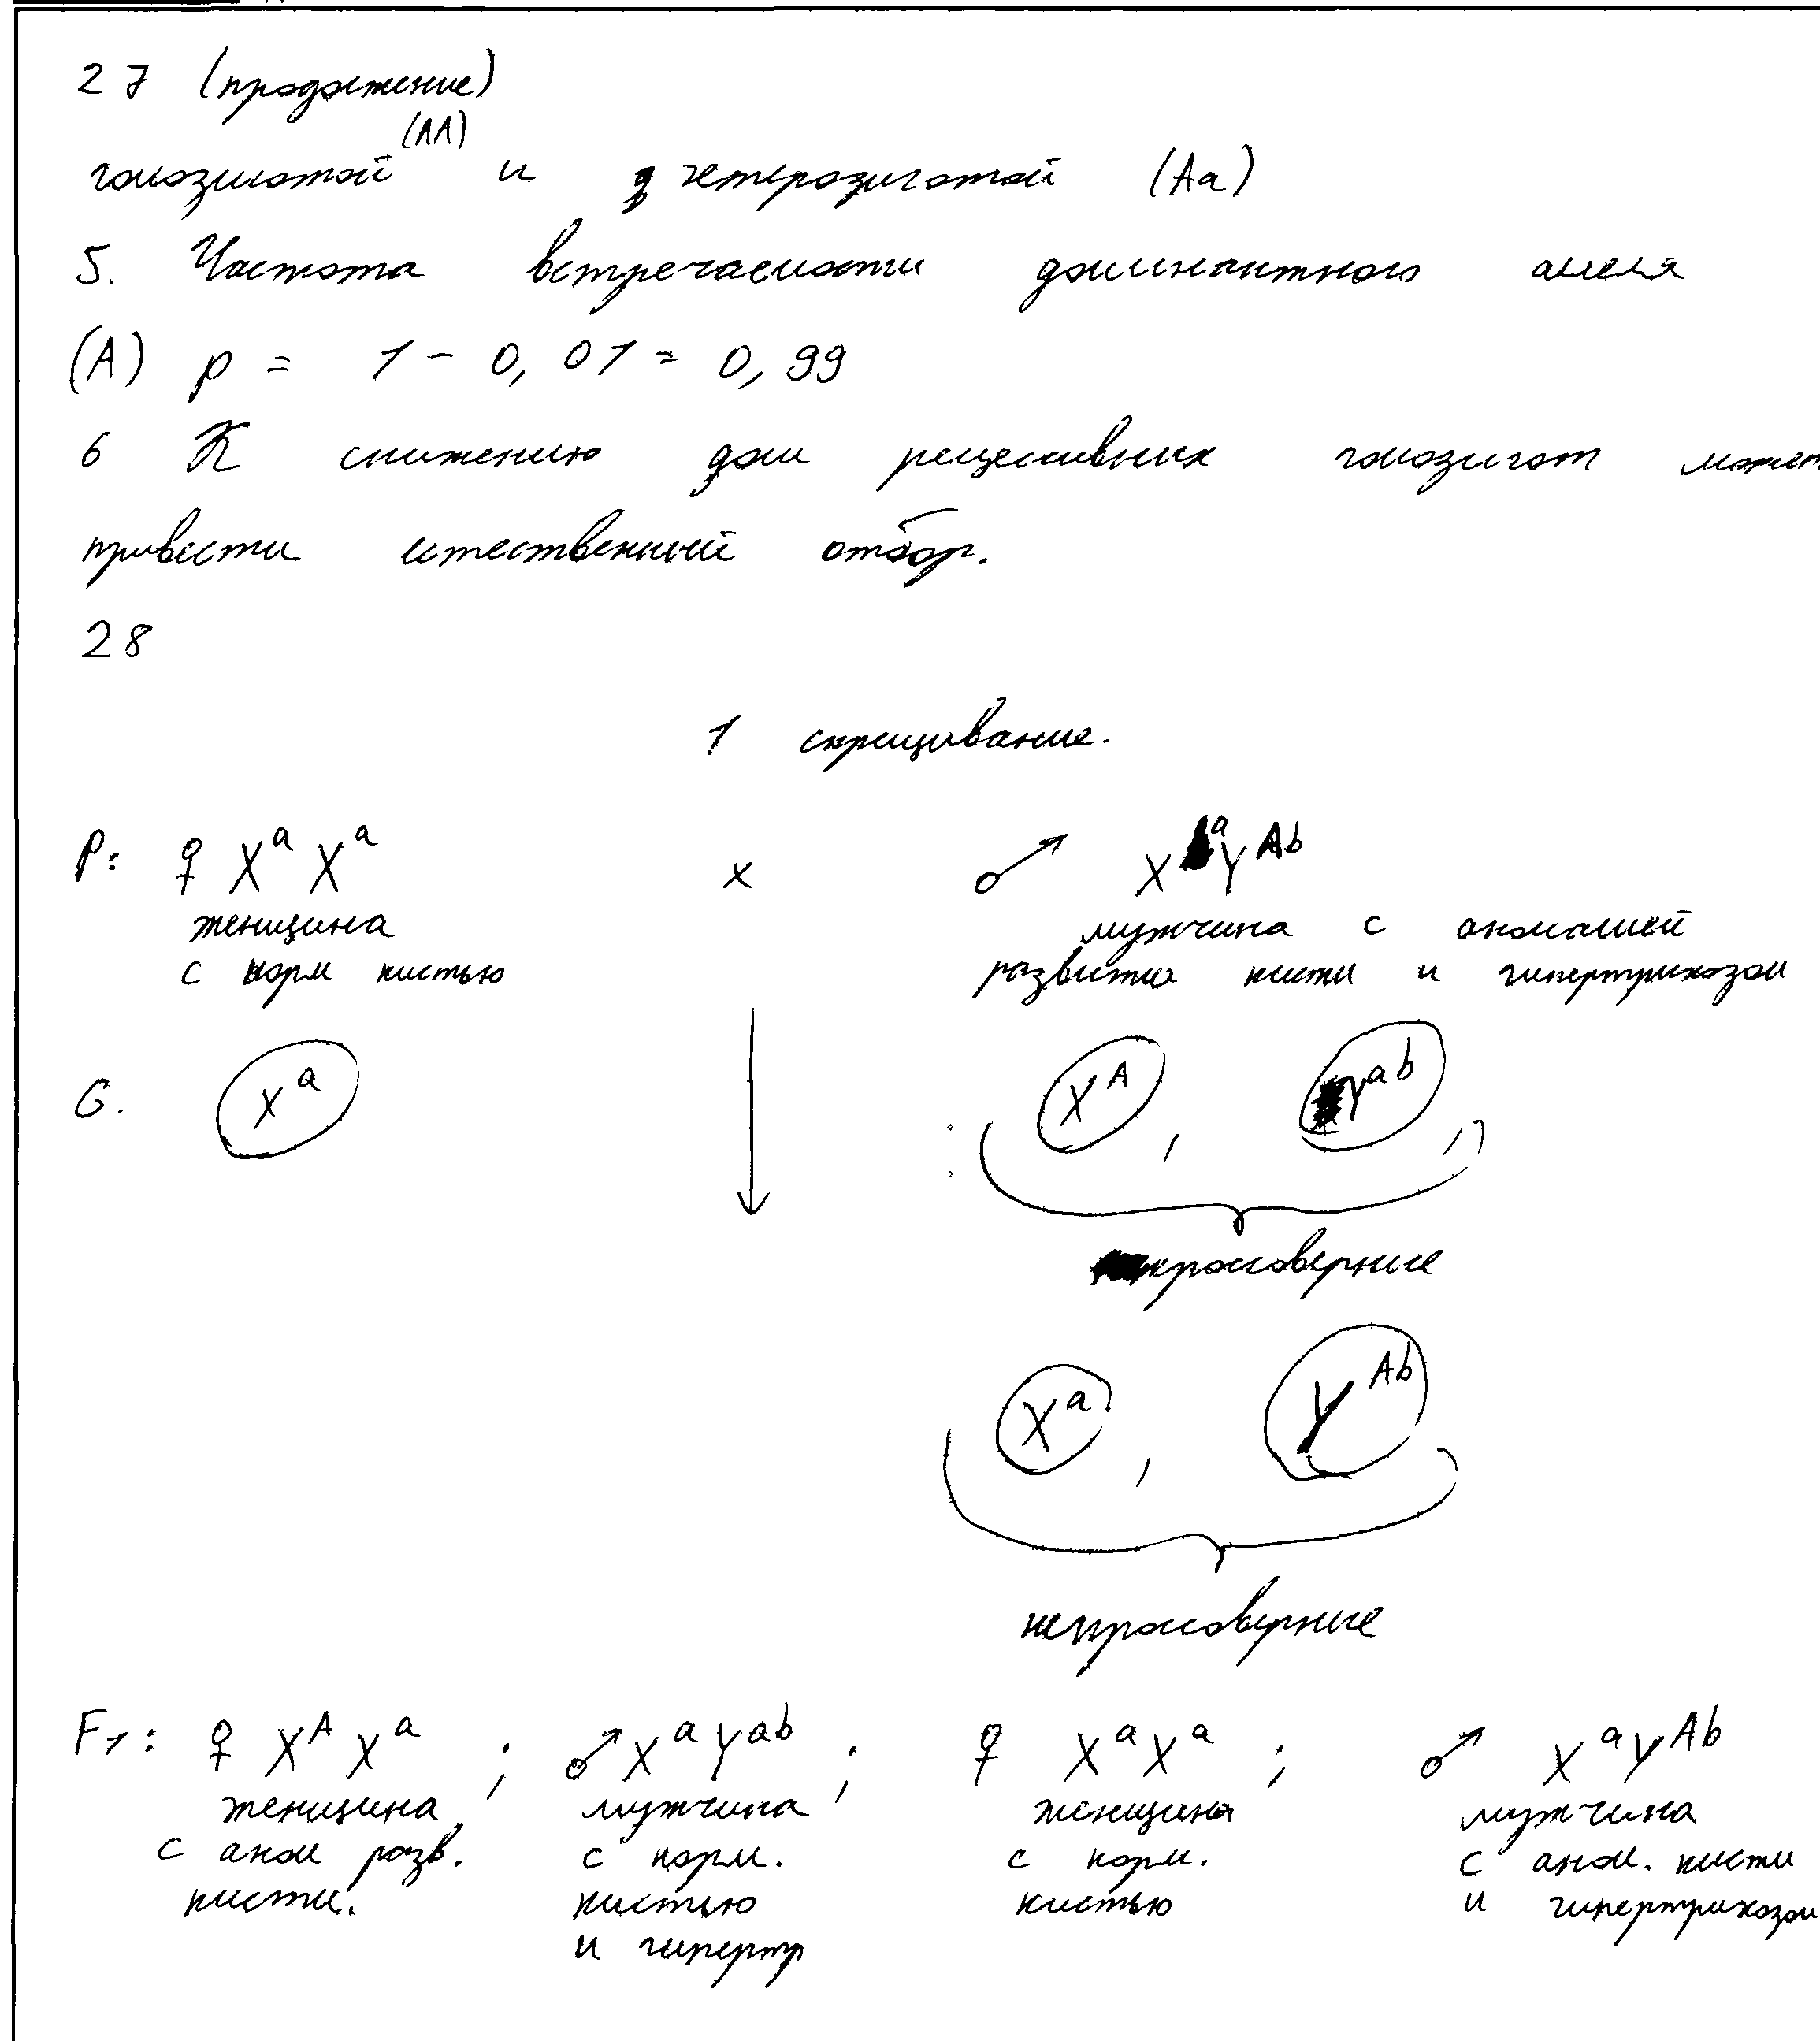 27 (продолжение)
(АА)
гомозиготой и гетерозиготой (Аа)
5. Частота встречаемости доминантного аллеля
(А) p = 1 - 0,01 = 0,99
6 К снижению доли рецессивных гомозигот может
привести естественный отбор.
28
1 скрещивание.
P: ♀ X^a X^a x ♂ X^a Y^Ab
женщина мужчина с аномалией
с норм кистью развития кисти и гипертрихозом
G. X^a X^A, Y^ab,
кроссоверные
X^a, Y^Ab
некроссоверные
F1: ♀ X^A X^a ; ♂ X^a Y^ab ; ♀ X^a X^a ; ♂ X^a Y^Ab
женщина мужчина женщина мужчина
с аном разв. с норм. с норм. с аном. кисти
кисти. кистью кистью и гипертрихозом
и гипертр